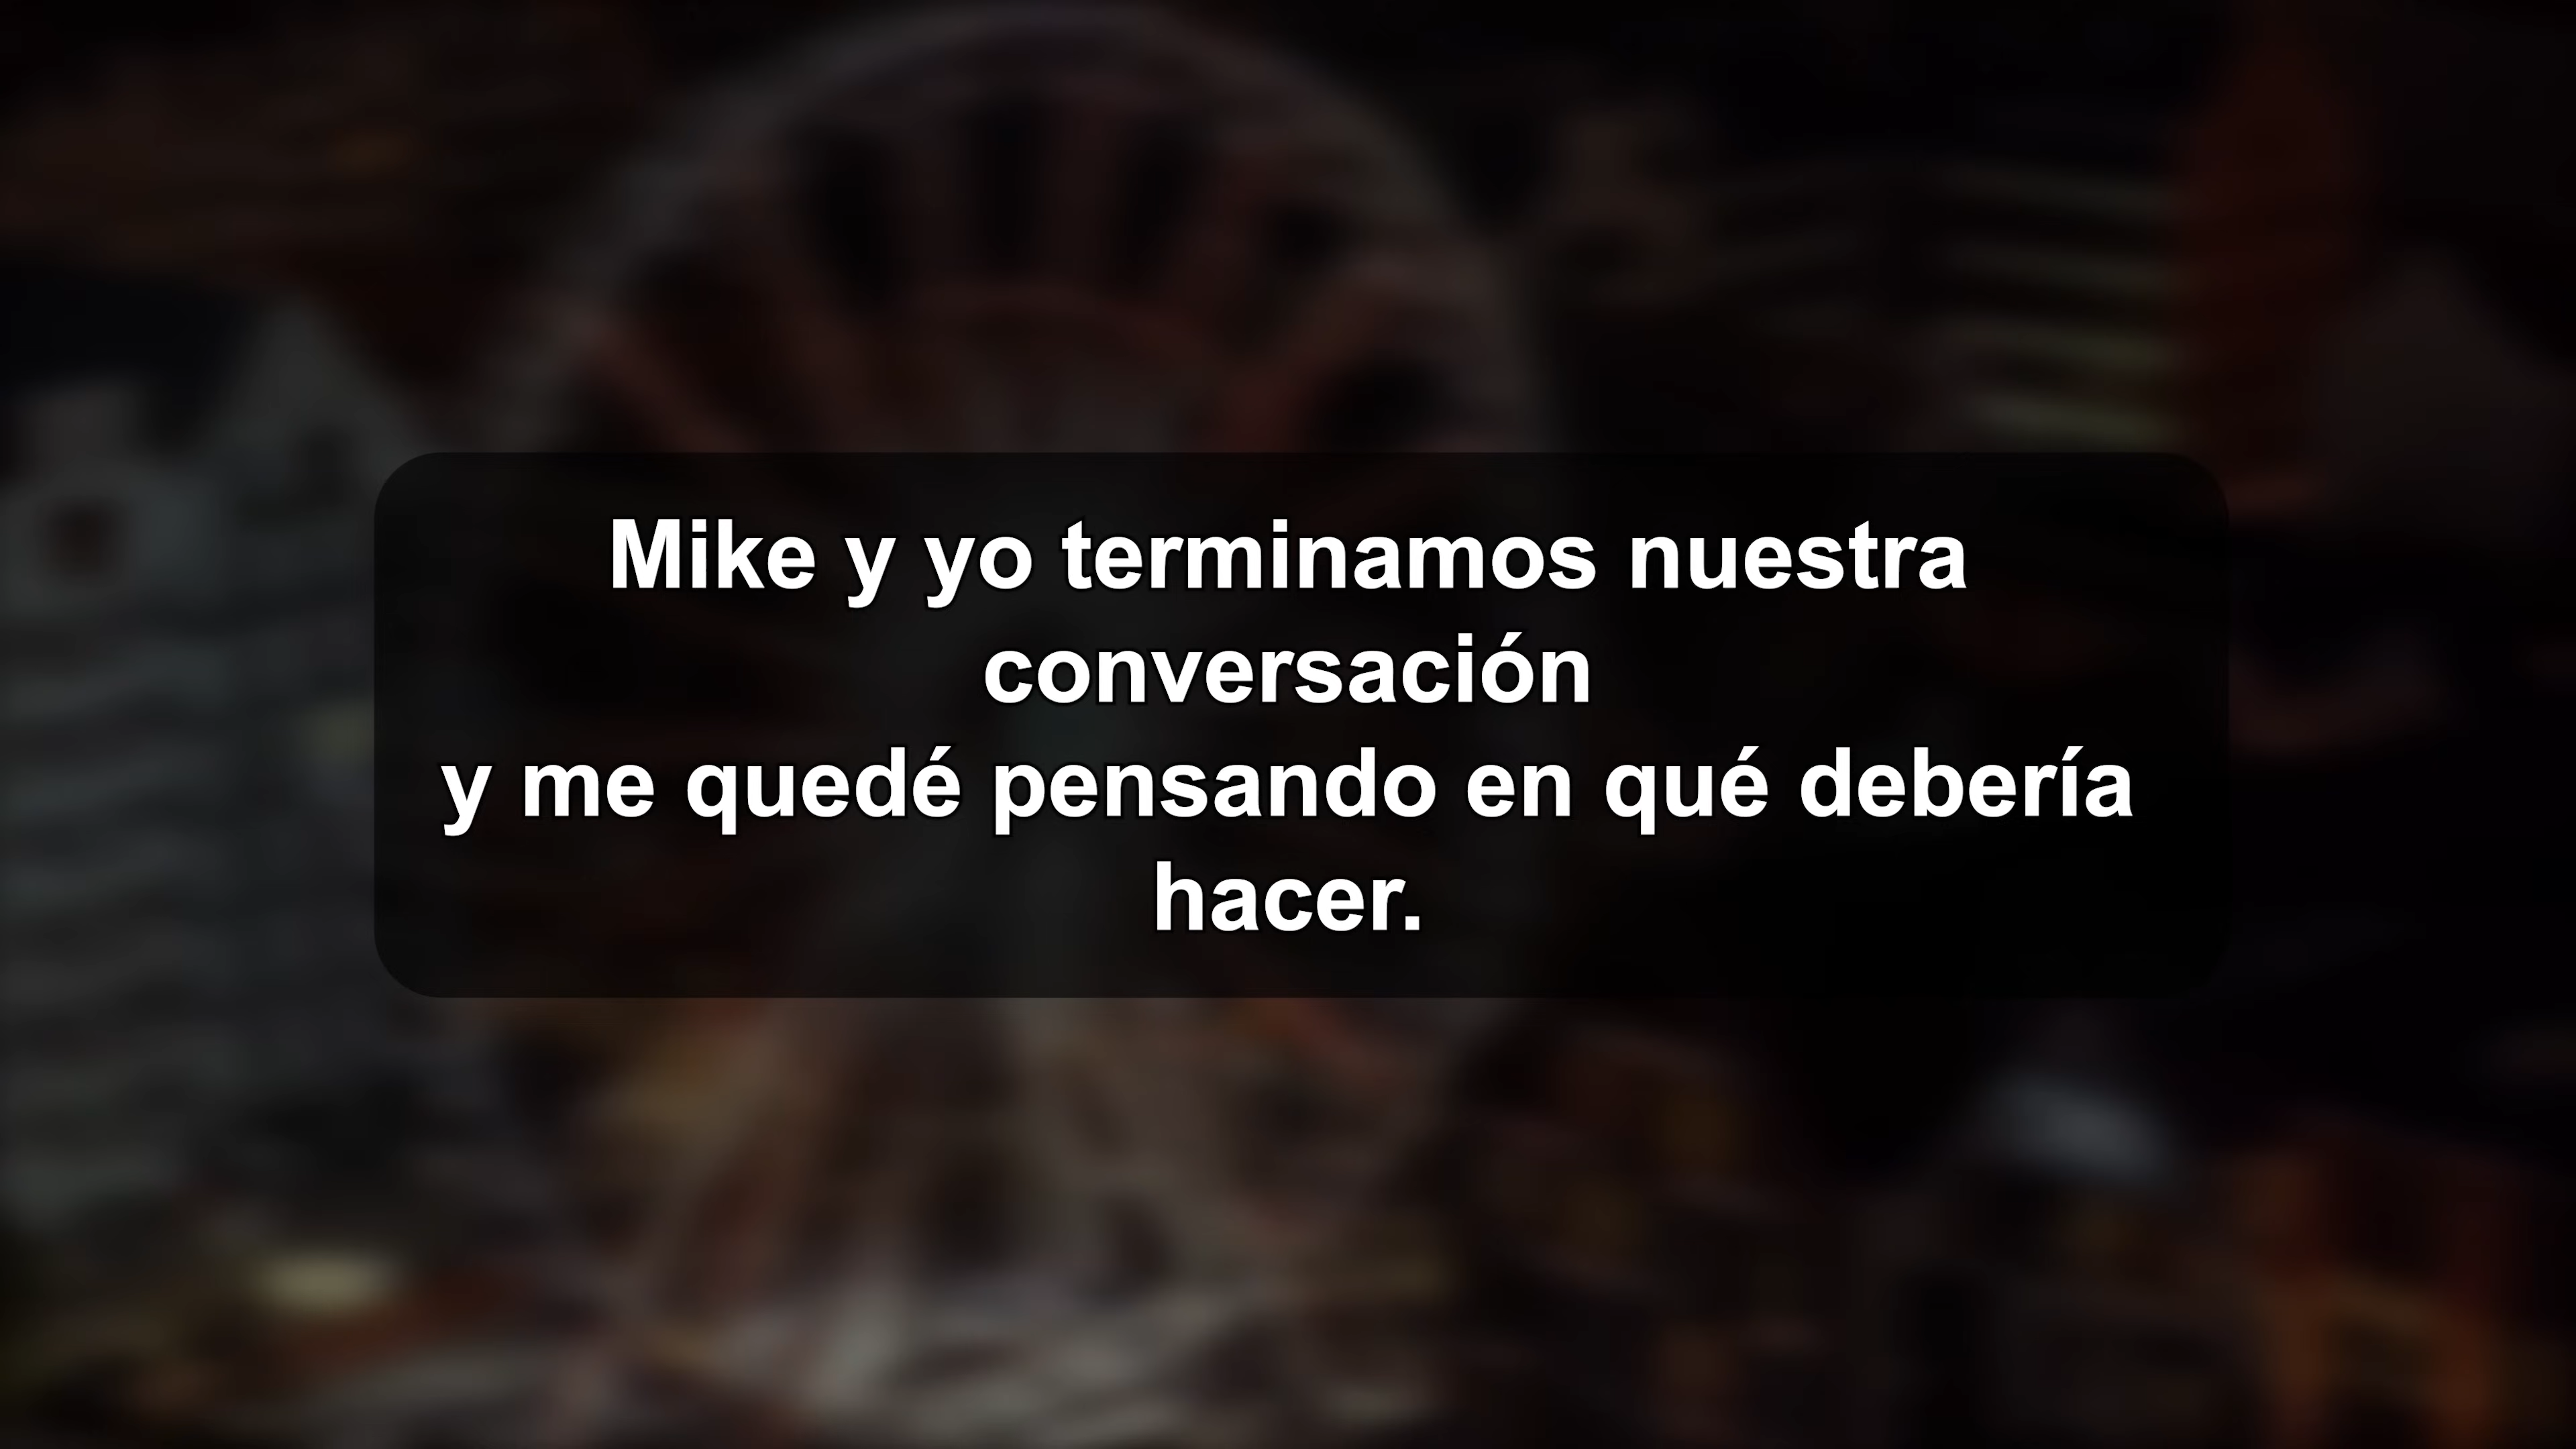 Mike y yo terminamos nuestra
conversación
y me quedé pensando en qué debería
hacer.